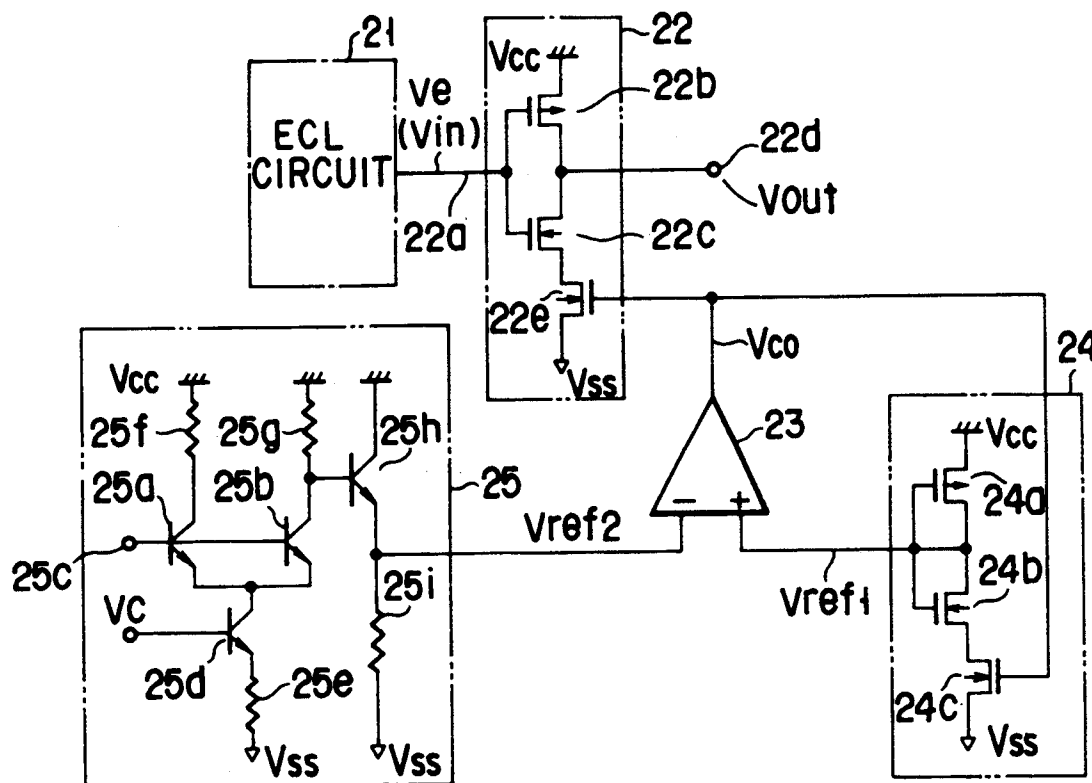 21
22
Vcc
22b
Ve
(Vin)
ECL
CIRCUIT
22d
Vout
22a
22c
22e
Vco
Vss
24
Vcc
25f
25g
25h
23
Vcc
24a
25a
25b
25
Vref2
24b
25c
25i
Vref1
Vc
25d
25e
24c
Vss
Vss
Vss
−
+